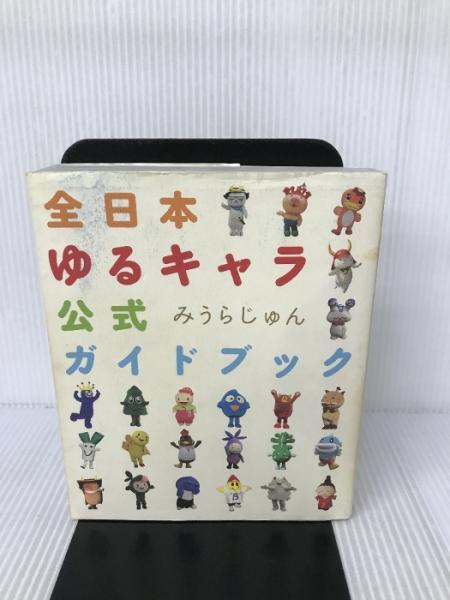 全日本
ゆるキャラ
公式 みうらじゅん
ガイドブック